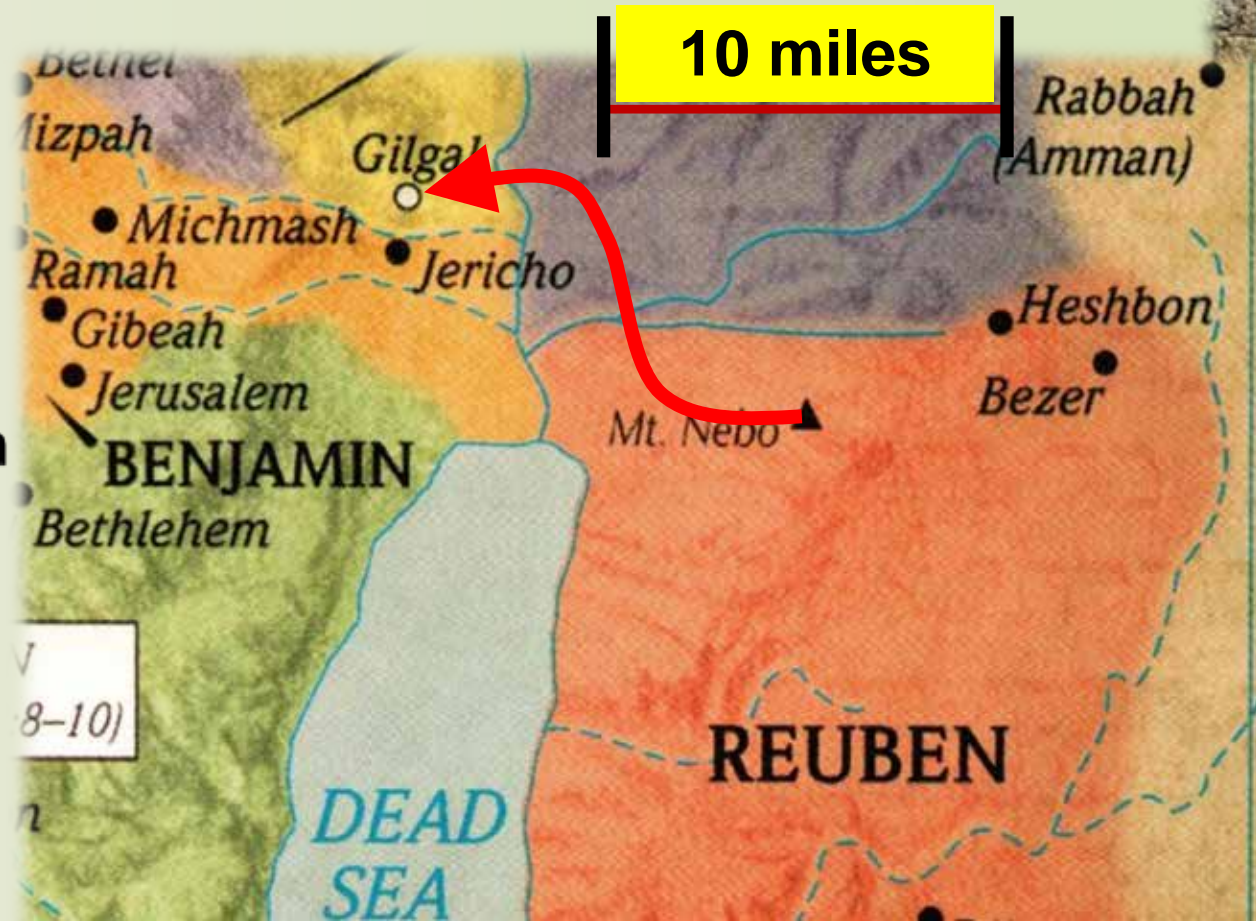 10 miles
Bethel
Rabbah
(Amman)
Mizpah
Gilgal
Michmash
Jericho
Ramah
Heshbon
Gibeah
Bezer
Jerusalem
Mt. Nebo
BENJAMIN
Bethlehem
8–10)
REUBEN
DEAD
SEA